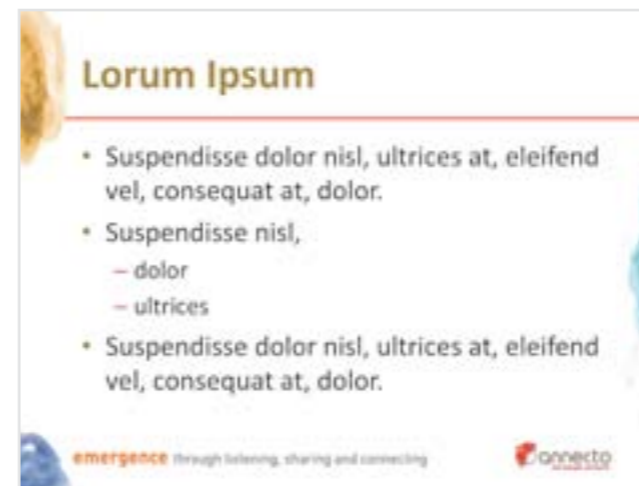 Lorum Ipsum
• Suspendisse dolor nisl, ultrices at, eleifend
vel, consequat at, dolor.
• Suspendisse nisl,
– dolor
– ultrices
• Suspendisse dolor nisl, ultrices at, eleifend
vel, consequat at, dolor.
emergence through listening, sharing and connecting
annecto